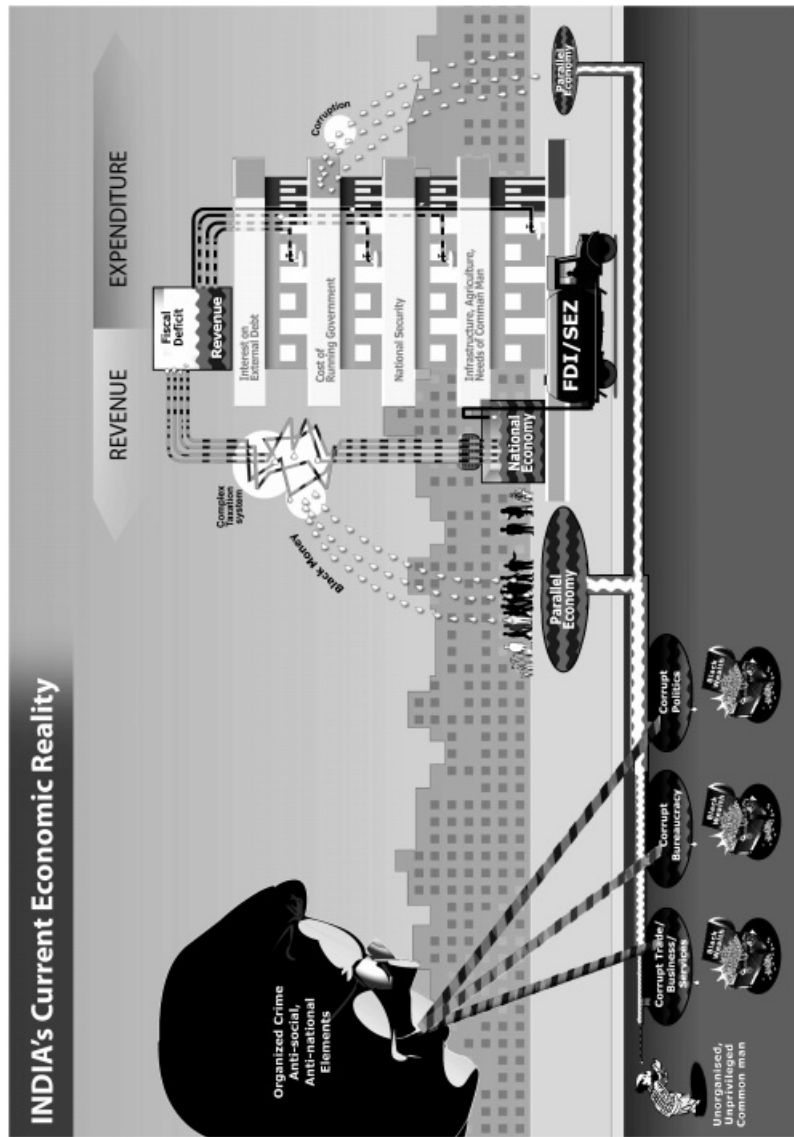 INDIA's Current Economic Reality
REVENUE
EXPENDITURE
Fiscal
Deficit
Revenue
Complex
Taxation
system
Black Money
Interest on
External Debt
Cost of
Running Government
National Security
Infrastructure, Agriculture,
Needs of Comman Man
Corruption
Organized Crime
Anti-social,
Anti-national
Elements
National
Economy
FDI/SEZ
Parallel
Economy
Parallel
Economy
Unorganised,
Unprivileged
Common man
Corrupt Trade/
Business/
Services
Corrupt
Bureaucracy
Corrupt
Politics
Black
Wealth
Black
Wealth
Black
Wealth